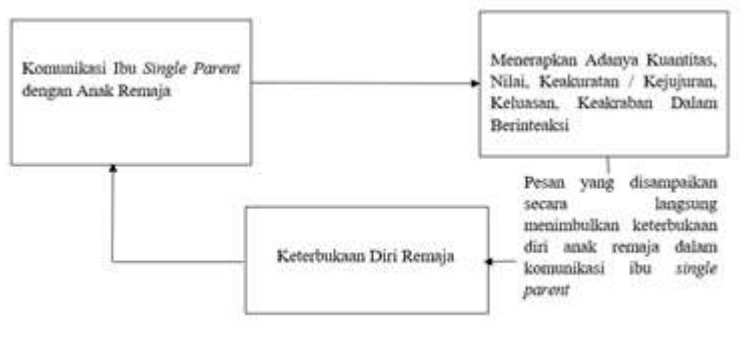 Komunikasi Ibu Single Parent
dengan Anak Remaja
Menerapkan Adanya Kuantitas,
Nilai, Keakuratan / Kejujuran,
Keluasan, Keakraban Dalam
Berinteaksi
Pesan yang disampaikan
secara langsung
menimbulkan keterbukaan
diri anak remaja dalam
komunikasi ibu single
parent
Keterbukaan Diri Remaja